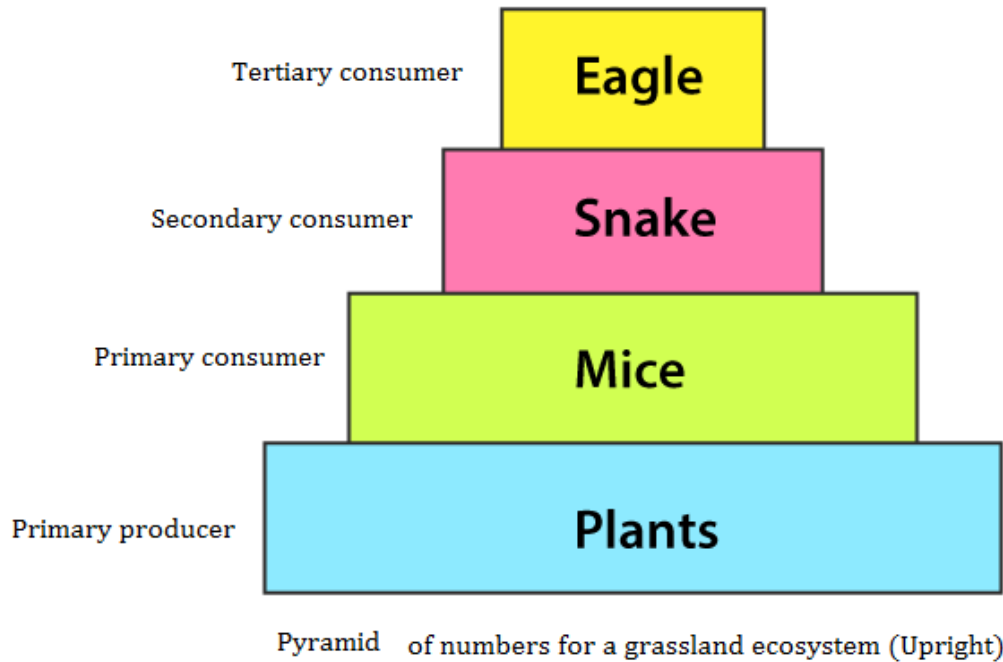 Tertiary consumer
Eagle
Secondary consumer
Snake
Primary consumer
Mice
Primary producer
Plants
Pyramid of numbers for a grassland ecosystem (Upright)